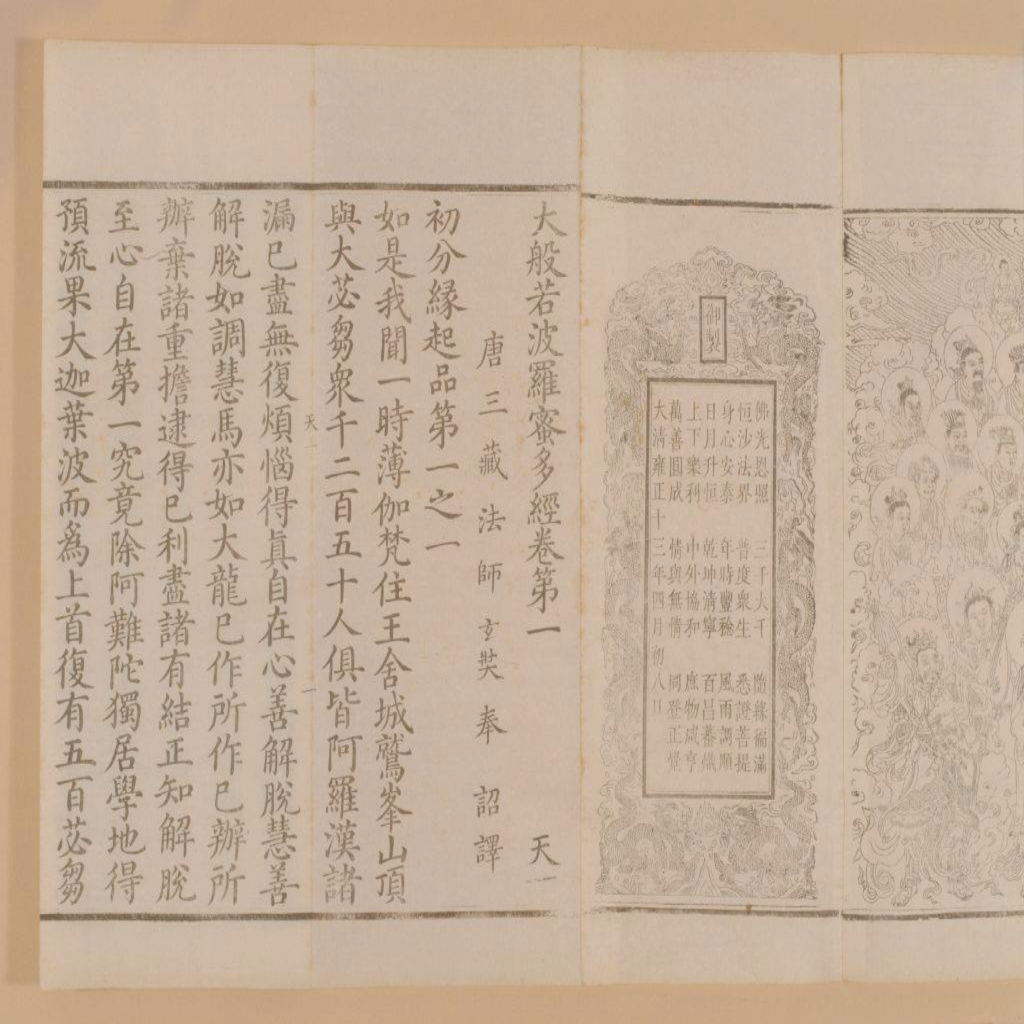 御製
佛光恩照 三千大千 隨緣徧滿
恒沙法界 普度衆生 悉證菩提
身心安泰 年時豐稔 風雨調順
日月升恒 乾坤清寧 百昌蕃熾
上下樂利 中外協和 庶物咸亨
萬善圓成 情與無情 同登正覺
大清雍正十三年四月初八日
大般若波羅蜜多經卷第一 天一
唐三藏法師玄奘奉 詔譯
初分緣起品第一之一
如是我聞一時薄伽梵住王舍城鷲峯山頂
與大苾芻衆千二百五十人俱皆阿羅漢諸
天一 一
漏已盡無復煩惱得真自在心善解脫慧善
解脫如調慧馬亦如大龍已作所作已辦所
辦棄諸重擔逮得已利盡諸有結正知解脫
至心自在第一究竟除阿難陀獨居學地得
預流果大迦葉波而爲上首復有五百苾芻